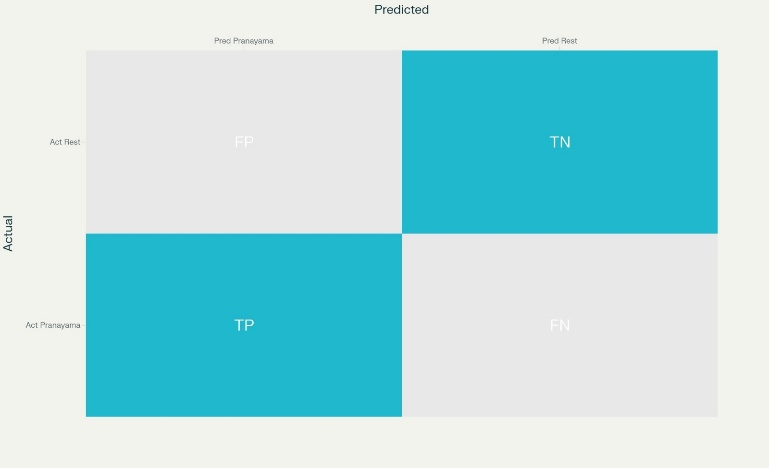 Predicted
Pred Pranayama
Pred Rest
Act Rest
FP
TN
Actual
Act Pranayama
TP
FN